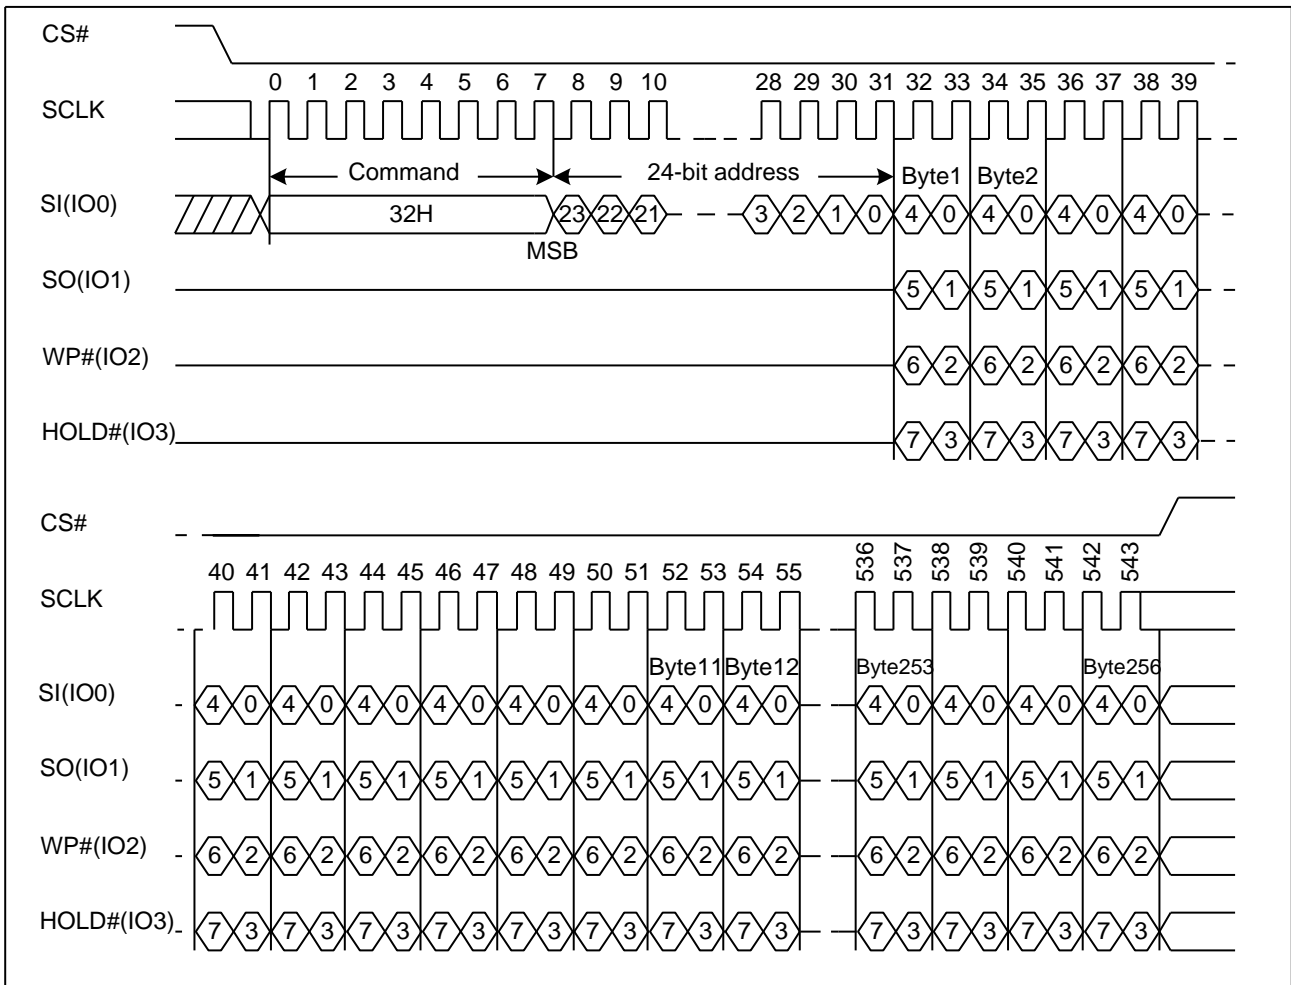 CS#
0 1 2 3 4 5 6 7 8 9 10 28 29 30 31 32 33 34 35 36 37 38 39
SCLK
Command 24-bit address Byte1 Byte2
SI(IO0) 32H 23 22 21 3 2 1 0 4 0 4 0 4 0 4 0
MSB
SO(IO1) 5 1 5 1 5 1 5 1
WP#(IO2) 6 2 6 2 6 2 6 2
HOLD#(IO3) 7 3 7 3 7 3 7 3
CS#
40 41 42 43 44 45 46 47 48 49 50 51 52 53 54 55 536 537 538 539 540 541 542 543
SCLK
Byte11 Byte12 Byte253 Byte256
SI(IO0) 4 0 4 0 4 0 4 0 4 0 4 0 4 0 4 0 4 0 4 0 4 0 4 0
SO(IO1) 5 1 5 1 5 1 5 1 5 1 5 1 5 1 5 1 5 1 5 1 5 1 5 1
WP#(IO2) 6 2 6 2 6 2 6 2 6 2 6 2 6 2 6 2 6 2 6 2 6 2 6 2
HOLD#(IO3) 7 3 7 3 7 3 7 3 7 3 7 3 7 3 7 3 7 3 7 3 7 3 7 3